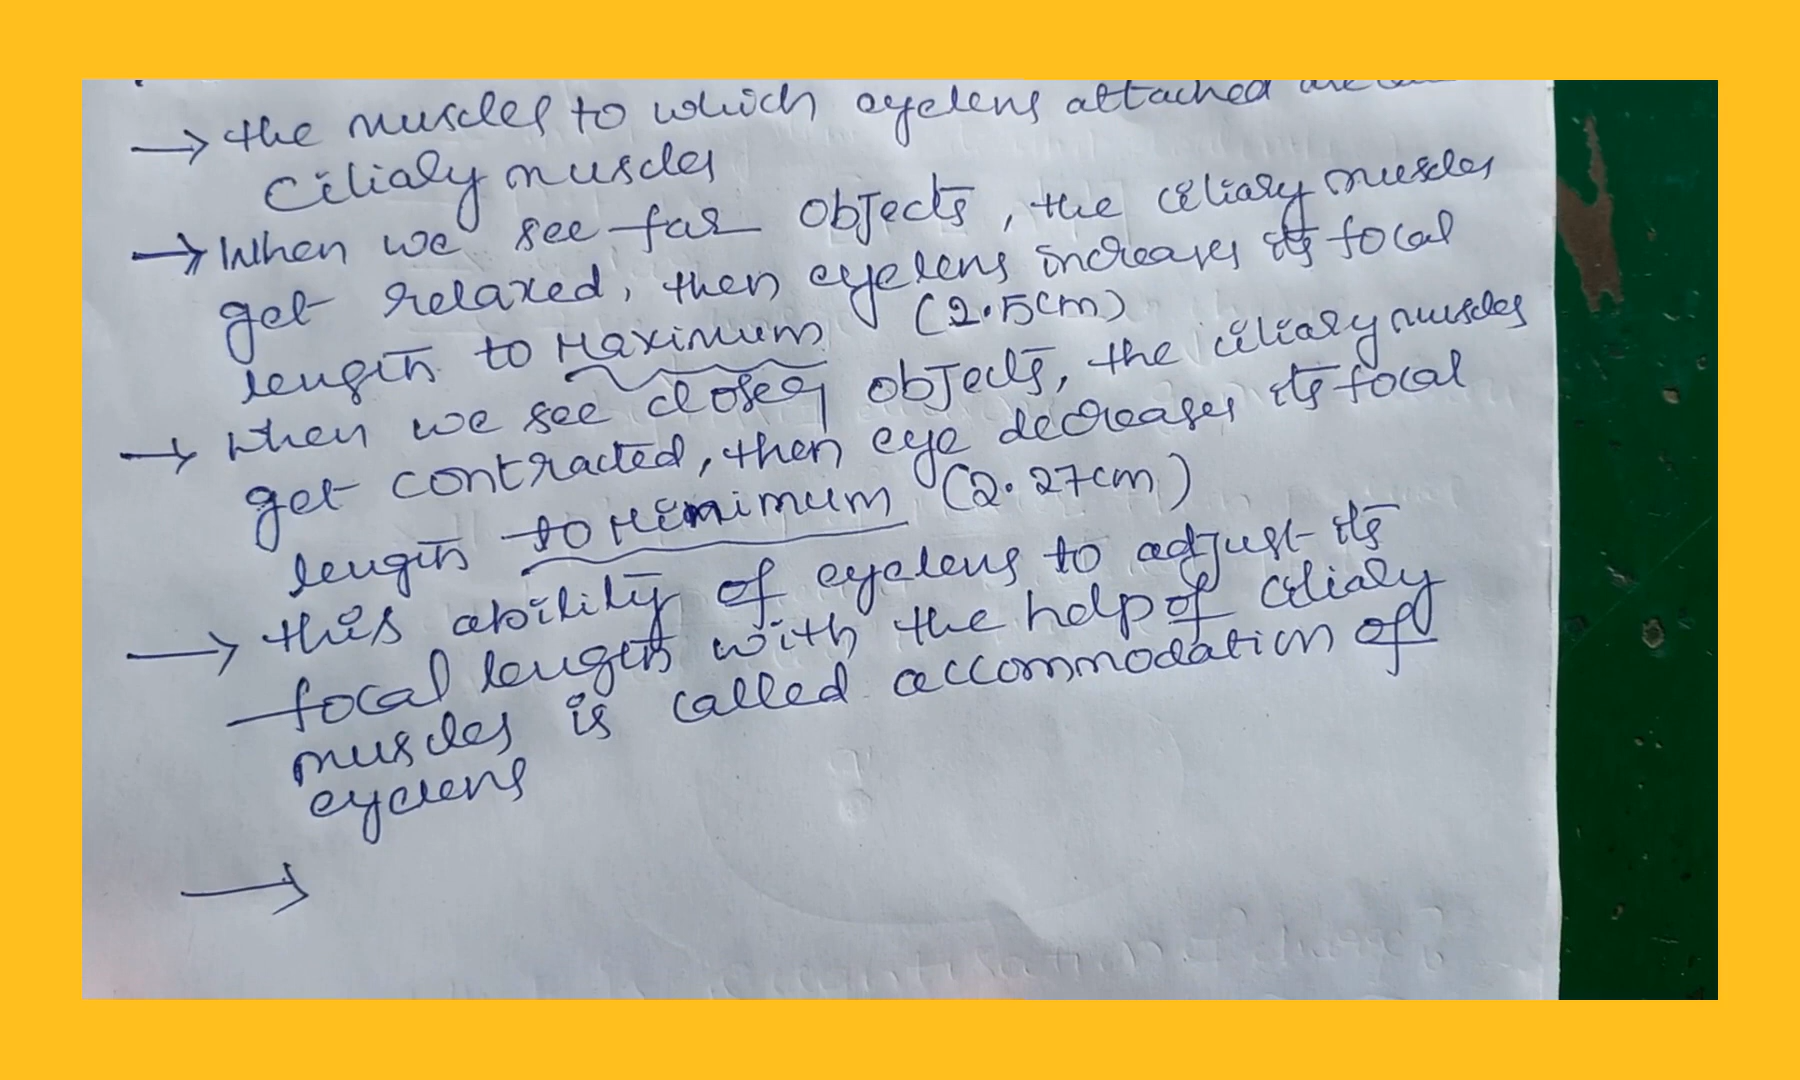 → the muscles to which eyelens attached are
ciliary muscles
→ When we see far objects, the ciliary muscles
get relaxed, then eyelens increases its focal
length to Maximum (2.5cm)
→ when we see closer objects, the ciliary muscles
get contracted, then eye decreases its focal
length to Minimum (2.27cm)
→ this ability of eyelens to adjust its
focal length with the help of ciliary
muscles is called accommodation of
eyelens
→